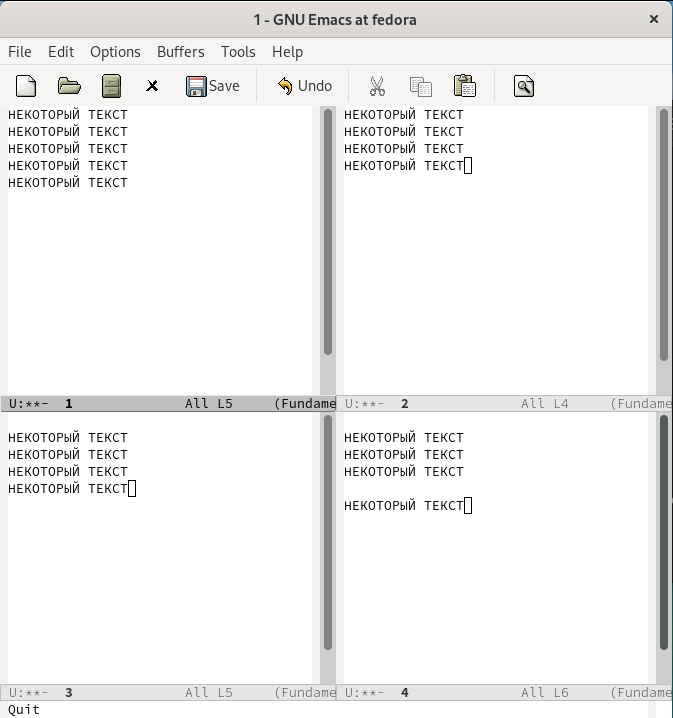 1 - GNU Emacs at fedora
File Edit Options Buffers Tools Help
Save Undo
НЕКОТОРЫЙ ТЕКСТ
НЕКОТОРЫЙ ТЕКСТ
НЕКОТОРЫЙ ТЕКСТ
НЕКОТОРЫЙ ТЕКСТ
НЕКОТОРЫЙ ТЕКСТ
U:**- 1 All L5 (Fundame
НЕКОТОРЫЙ ТЕКСТ
НЕКОТОРЫЙ ТЕКСТ
НЕКОТОРЫЙ ТЕКСТ
НЕКОТОРЫЙ ТЕКСТ
U:**- 2 All L4 (Fundame
НЕКОТОРЫЙ ТЕКСТ
НЕКОТОРЫЙ ТЕКСТ
НЕКОТОРЫЙ ТЕКСТ
НЕКОТОРЫЙ ТЕКСТ
U:**- 3 All L5 (Fundame
НЕКОТОРЫЙ ТЕКСТ
НЕКОТОРЫЙ ТЕКСТ
НЕКОТОРЫЙ ТЕКСТ
НЕКОТОРЫЙ ТЕКСТ
U:**- 4 All L6 (Fundame
Quit